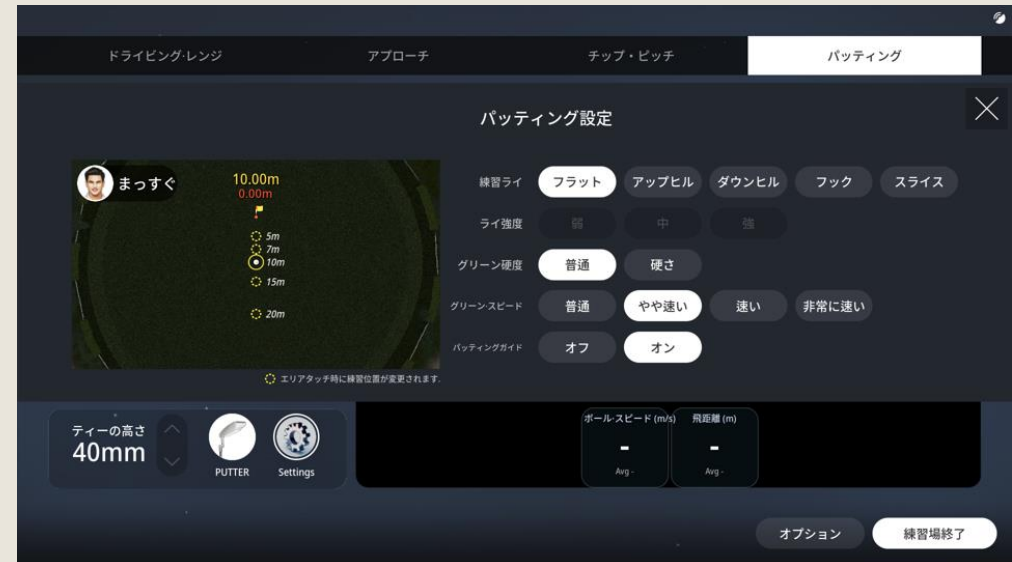 ドライビング·レンジ アプローチ チップ・ピッチ パッティング
パッティング設定
まっすぐ
10.00m
0.00m
5m
7m
10m
15m
20m
エリアタッチ時に練習位置が変更されます.
練習ライ フラット アップヒル ダウンヒル フック スライス
ライ強度 弱 中 強
グリーン硬度 普通 硬さ
グリーン·スピード 普通 やや速い 速い 非常に速い
パッティングガイド オフ オン
ティーの高さ
40mm
PUTTER Settings
ボール·スピード (m/s) 飛距離 (m)
- -
Avg - Avg -
オプション 練習場終了